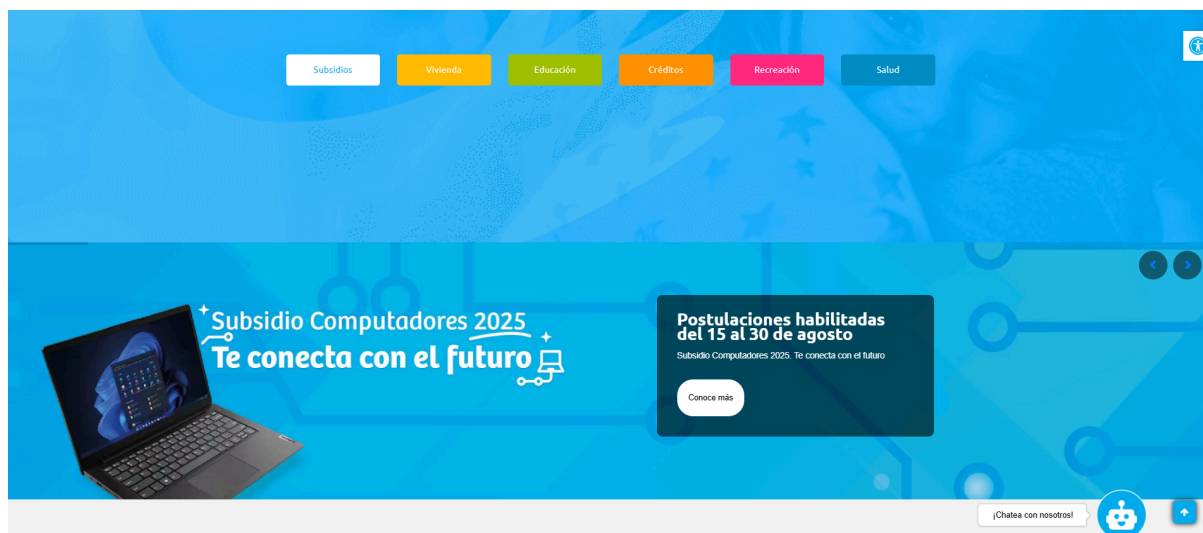 Subsidios
Vivienda
Educación
Créditos
Recreación
Salud
Subsidio Computadores 2025
Te conecta con el futuro
Postulaciones habilitadas
del 15 al 30 de agosto
Subsidio Computadores 2025. Te conecta con el futuro
Conoce más
¡Chatea con nosotros!